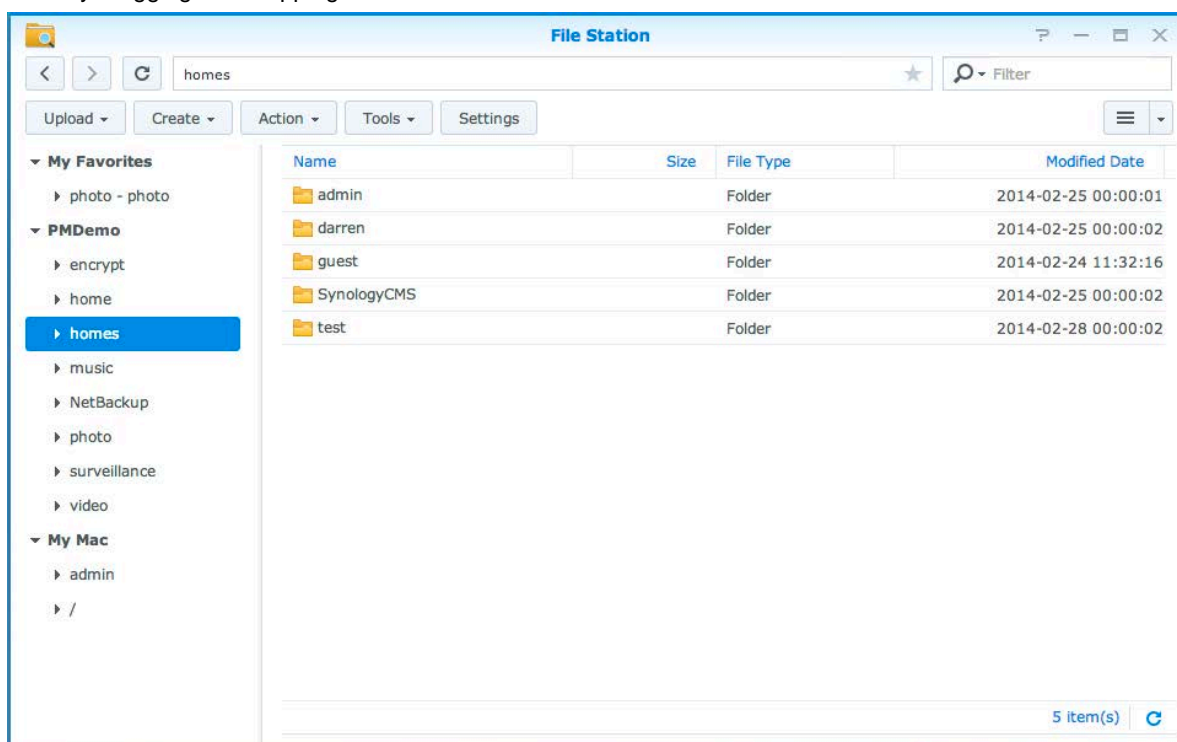 File Station
homes
Filter
Upload Create Action Tools Settings
My Favorites
photo - photo
PMDemo
encrypt
home
homes
music
NetBackup
photo
surveillance
video
My Mac
admin
/
Name Size File Type Modified Date
admin Folder 2014-02-25 00:00:01
darren Folder 2014-02-25 00:00:02
guest Folder 2014-02-24 11:32:16
SynologyCMS Folder 2014-02-25 00:00:02
test Folder 2014-02-28 00:00:02
5 item(s)